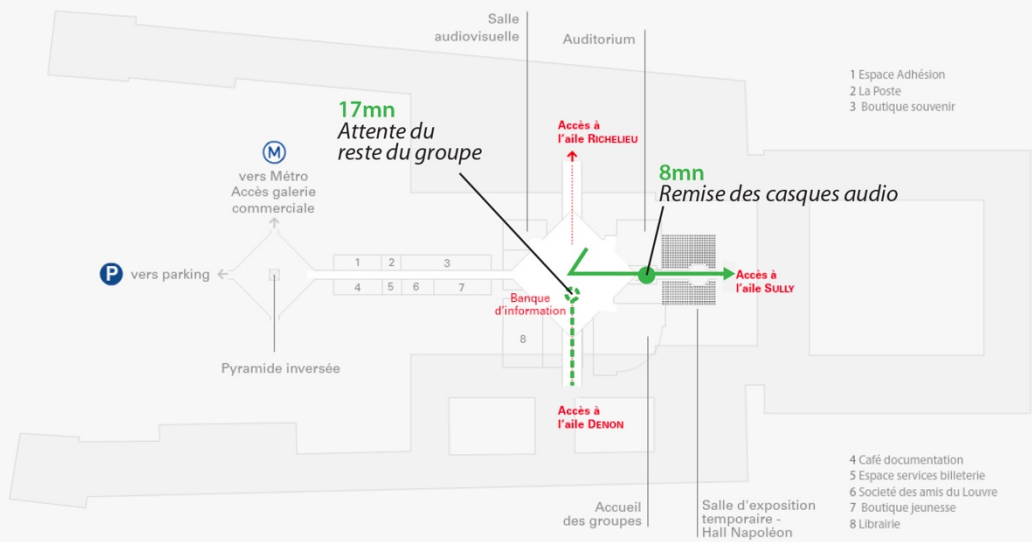 Salle
audiovisuelle
Auditorium
1 Espace Adhésion
2 La Poste
3 Boutique souvenir
17mn
Attente du
reste du groupe
Accès à
l'aile RICHELIEU
M
vers Métro
Accès galerie
commerciale
8mn
Remise des casques audio
P vers parking
1 2 3
4 5 6 7
Accès à
l'aile SULLY
Banque
d'information
8
Pyramide inversée
Accès à
l'aile DENON
4 Café documentation
5 Espace services billeterie
6 Societé des amis du Louvre
7 Boutique jeunesse
8 Librairie
Accueil
des groupes
Salle d'exposition
temporaire -
Hall Napoléon